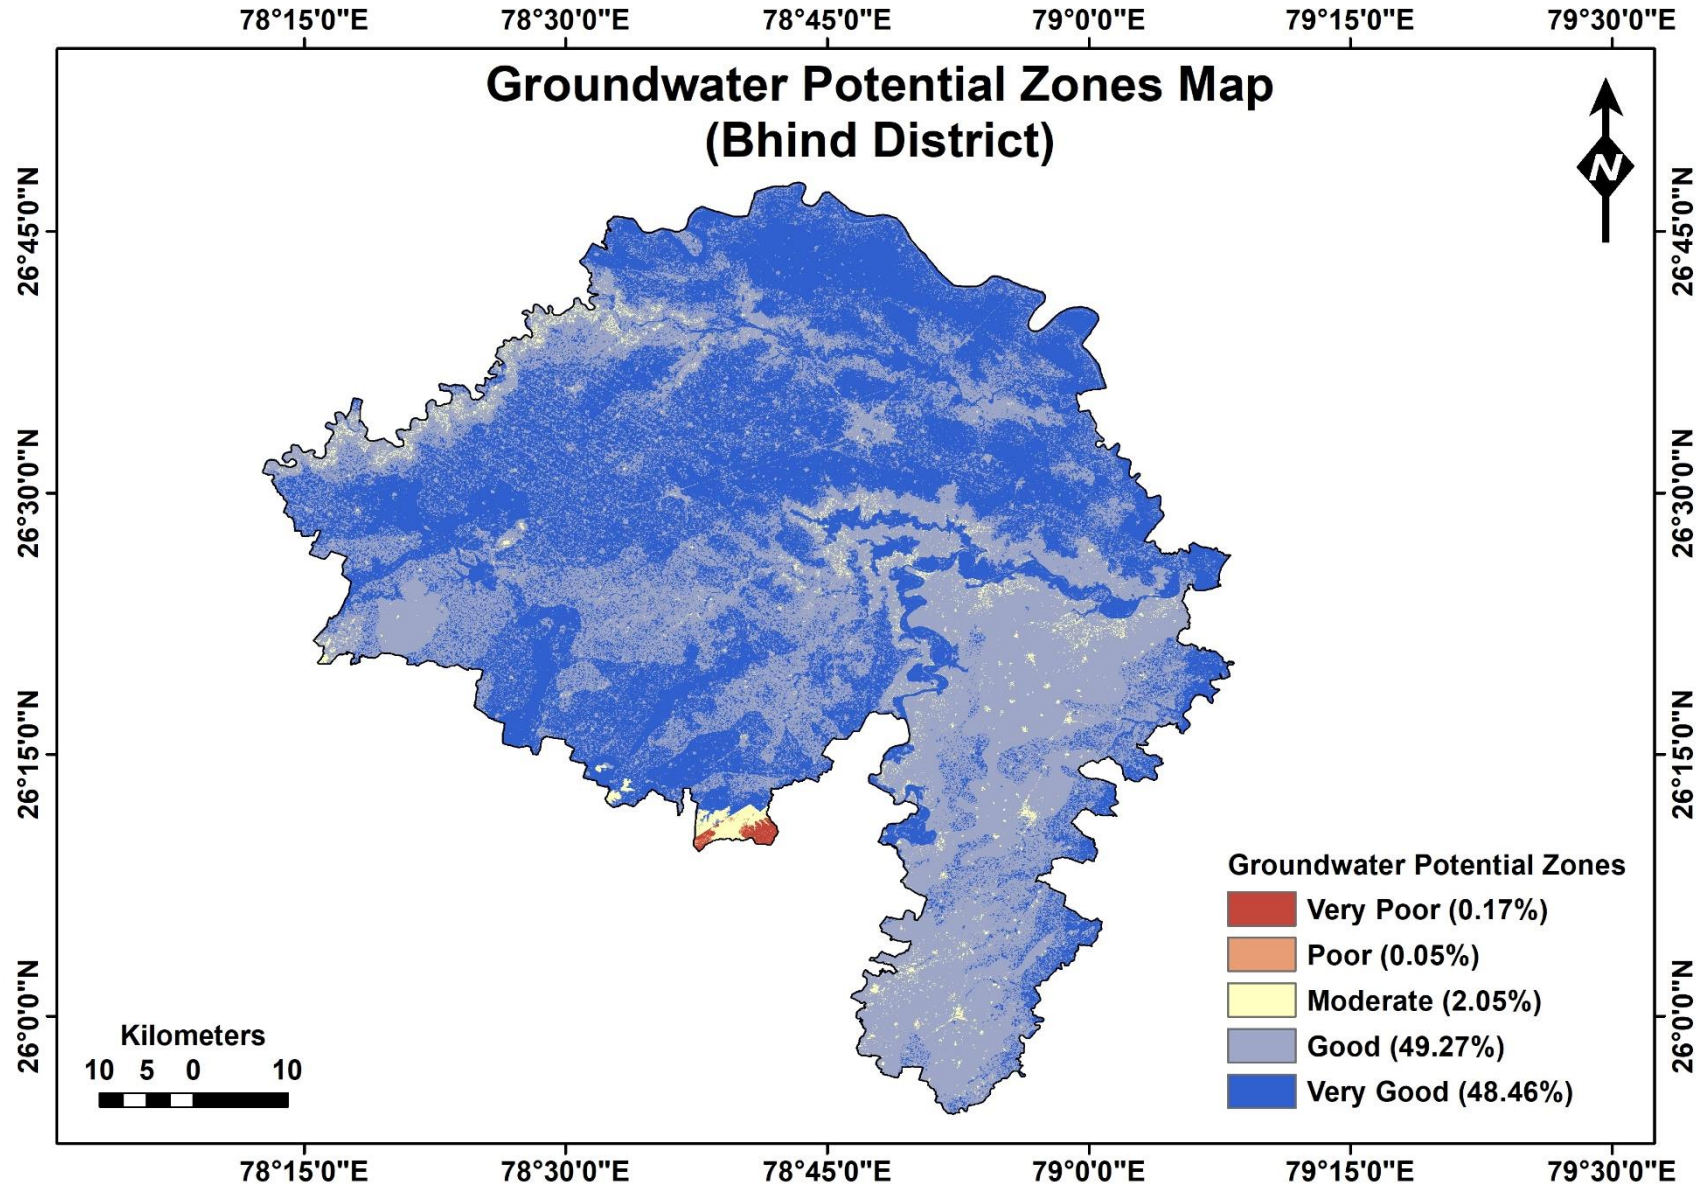 78°15'0"E 78°30'0"E 78°45'0"E 79°0'0"E 79°15'0"E 79°30'0"E
Groundwater Potential Zones Map
(Bhind District)
N
26°45'0"N
26°45'0"N
26°30'0"N
26°30'0"N
26°15'0"N
26°15'0"N
26°0'0"N
26°0'0"N
Groundwater Potential Zones
Very Poor (0.17%)
Poor (0.05%)
Moderate (2.05%)
Good (49.27%)
Very Good (48.46%)
Kilometers
10 5 0 10
78°15'0"E 78°30'0"E 78°45'0"E 79°0'0"E 79°15'0"E 79°30'0"E